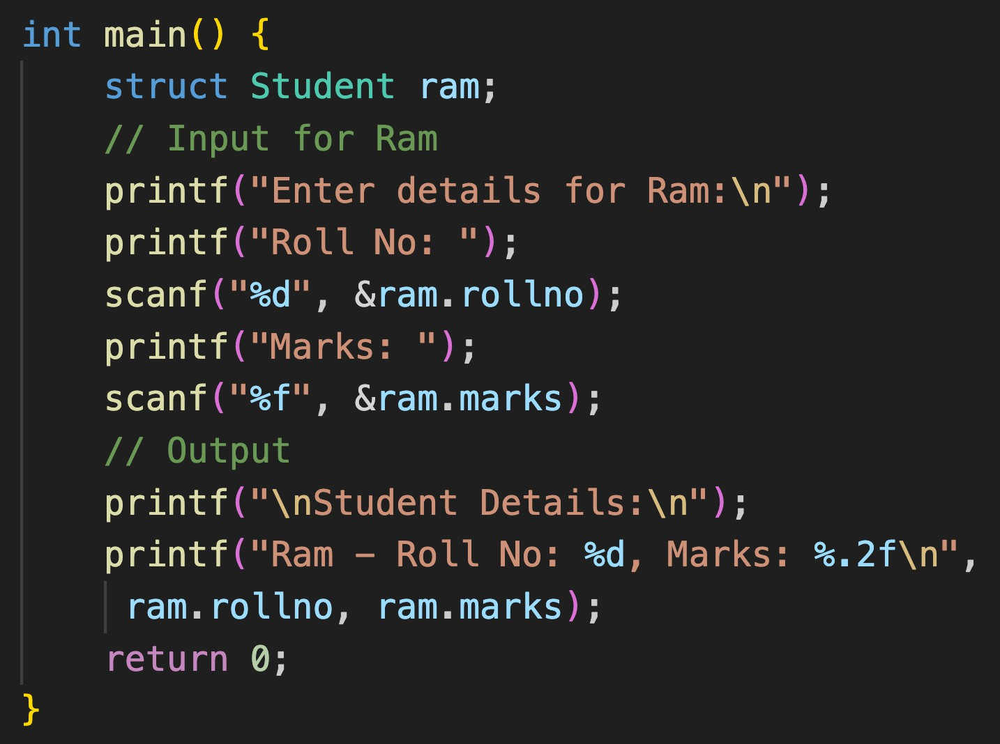 int main() {
    struct Student ram;
    // Input for Ram
    printf("Enter details for Ram:\n");
    printf("Roll No: ");
    scanf("%d", &ram.rollno);
    printf("Marks: ");
    scanf("%f", &ram.marks);
    // Output
    printf("\nStudent Details:\n");
    printf("Ram – Roll No: %d, Marks: %.2f\n",
     ram.rollno, ram.marks);
    return 0;
}